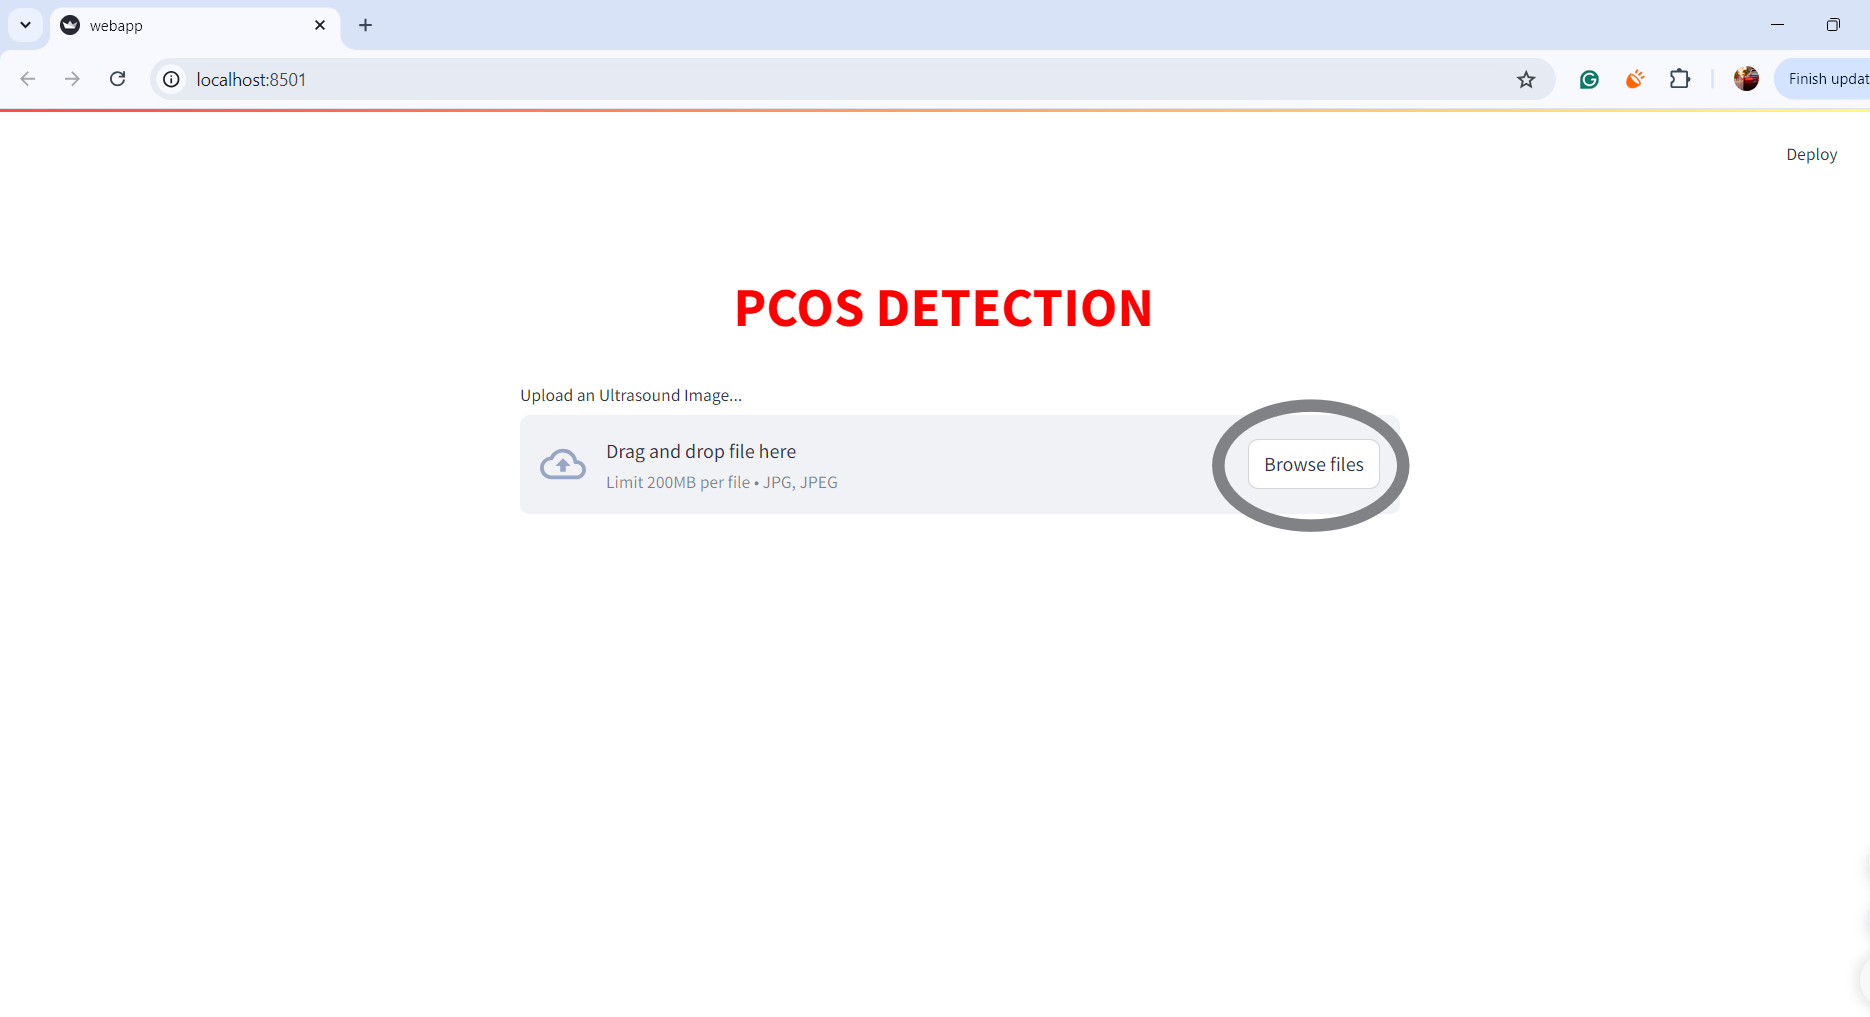 webapp
localhost:8501
Finish updat
Deploy
PCOS DETECTION
Upload an Ultrasound Image...
Drag and drop file here
Limit 200MB per file • JPG, JPEG
Browse files